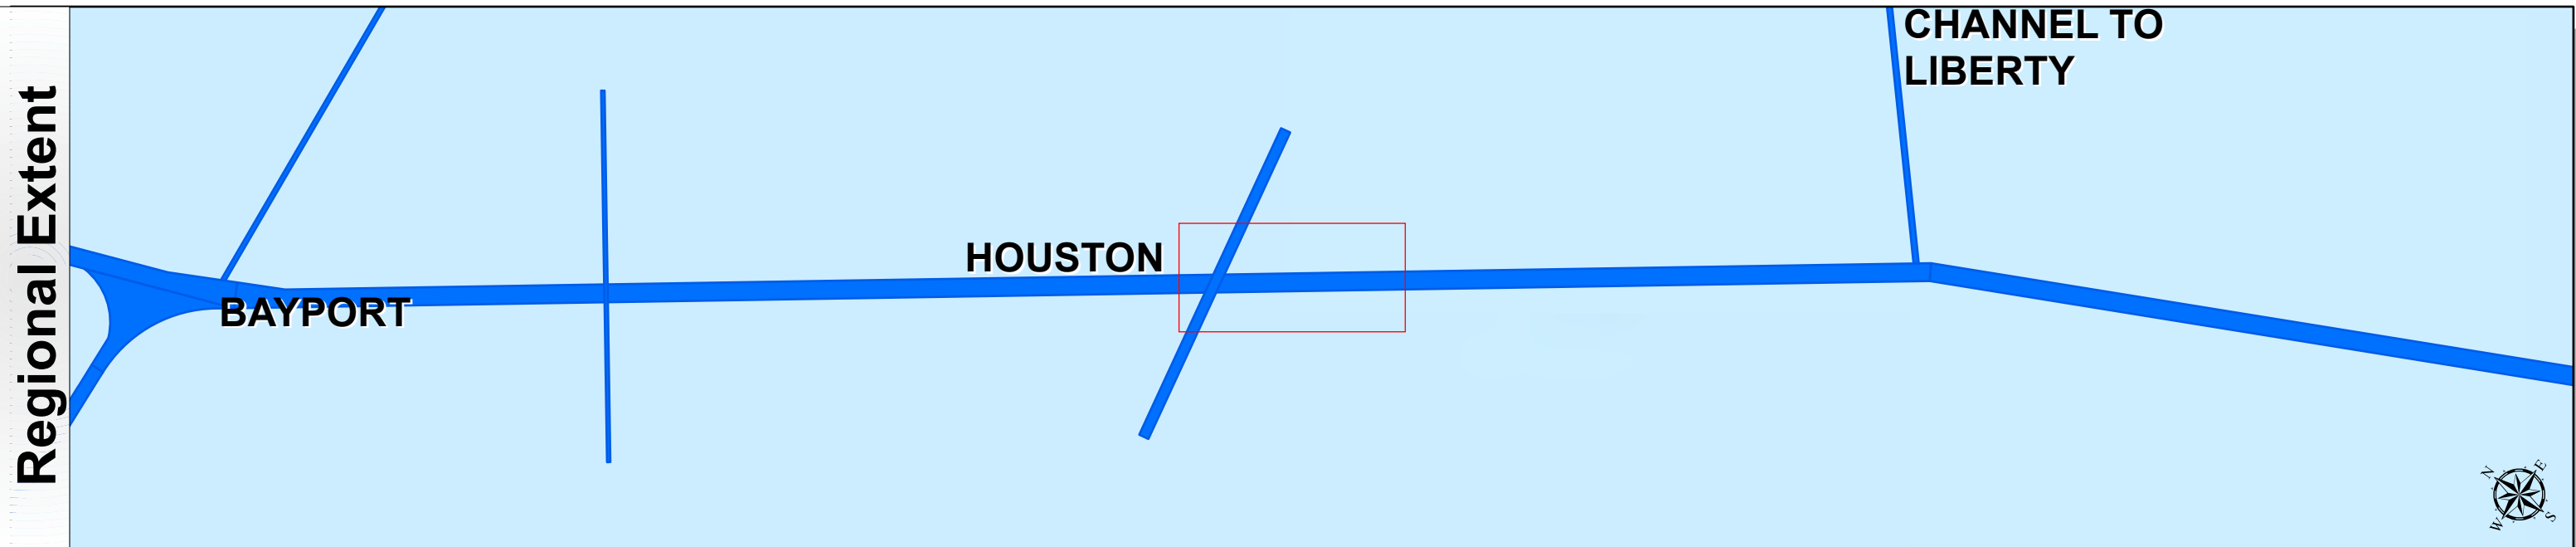 Regional Extent
CHANNEL TO
LIBERTY
HOUSTON
BAYPORT
N
E
W
S